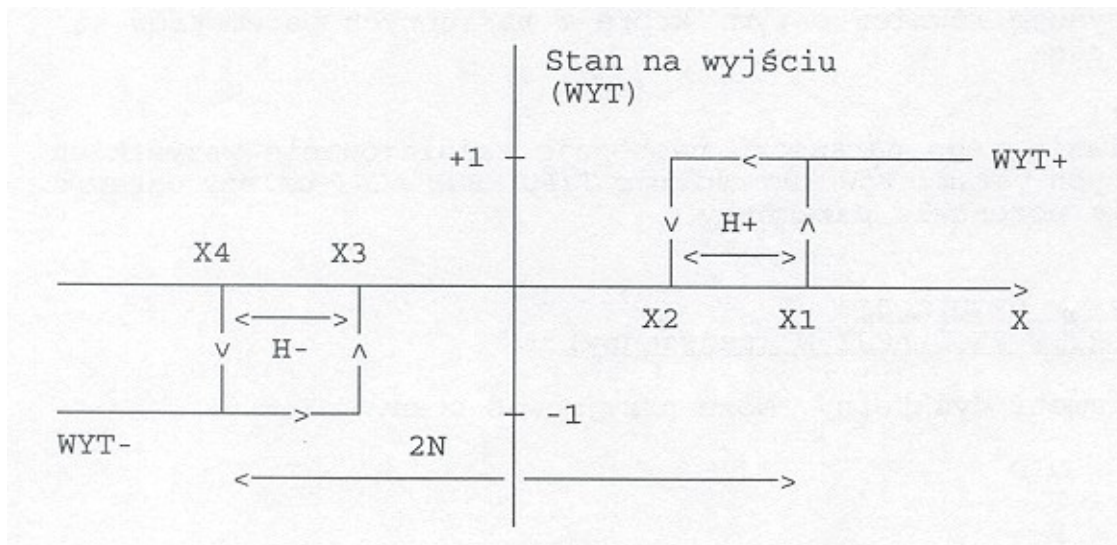 Stan na wyjściu
(WYT)
+1
WYT+
H+
X4
X3
X2
X1
X
H-
-1
WYT-
2N